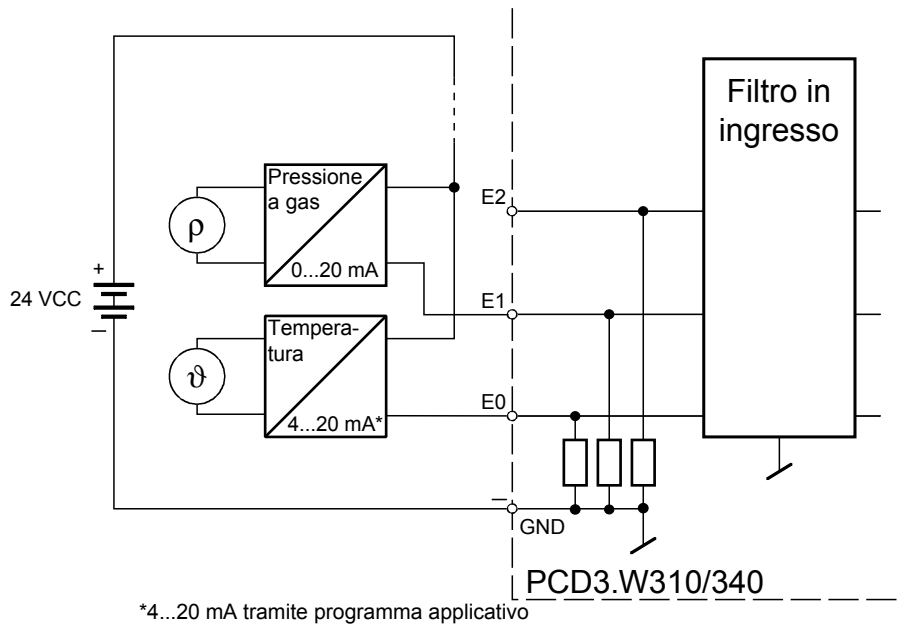 Filtro in
ingresso
Pressione
a gas
ρ
0...20 mA
E2
+
24 VCC
–
E1
Tempera-
tura
ϑ
4...20 mA*
E0
–
GND
PCD3.W310/340
*4...20 mA tramite programma applicativo